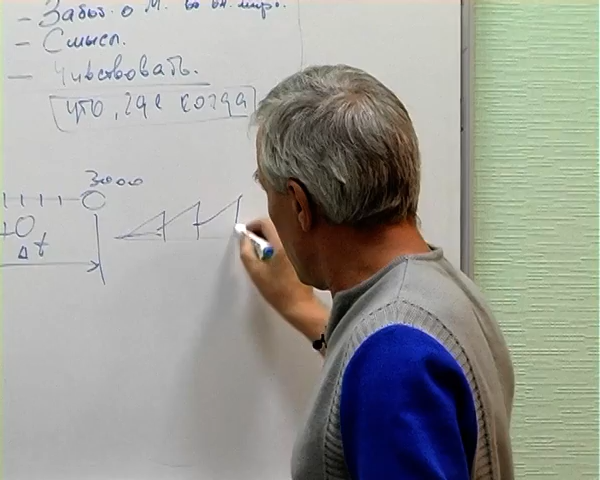 – Забот. о М. во вн. мир.
– Смысл.
– Чувствовать.
что, где когда
3000
Δt